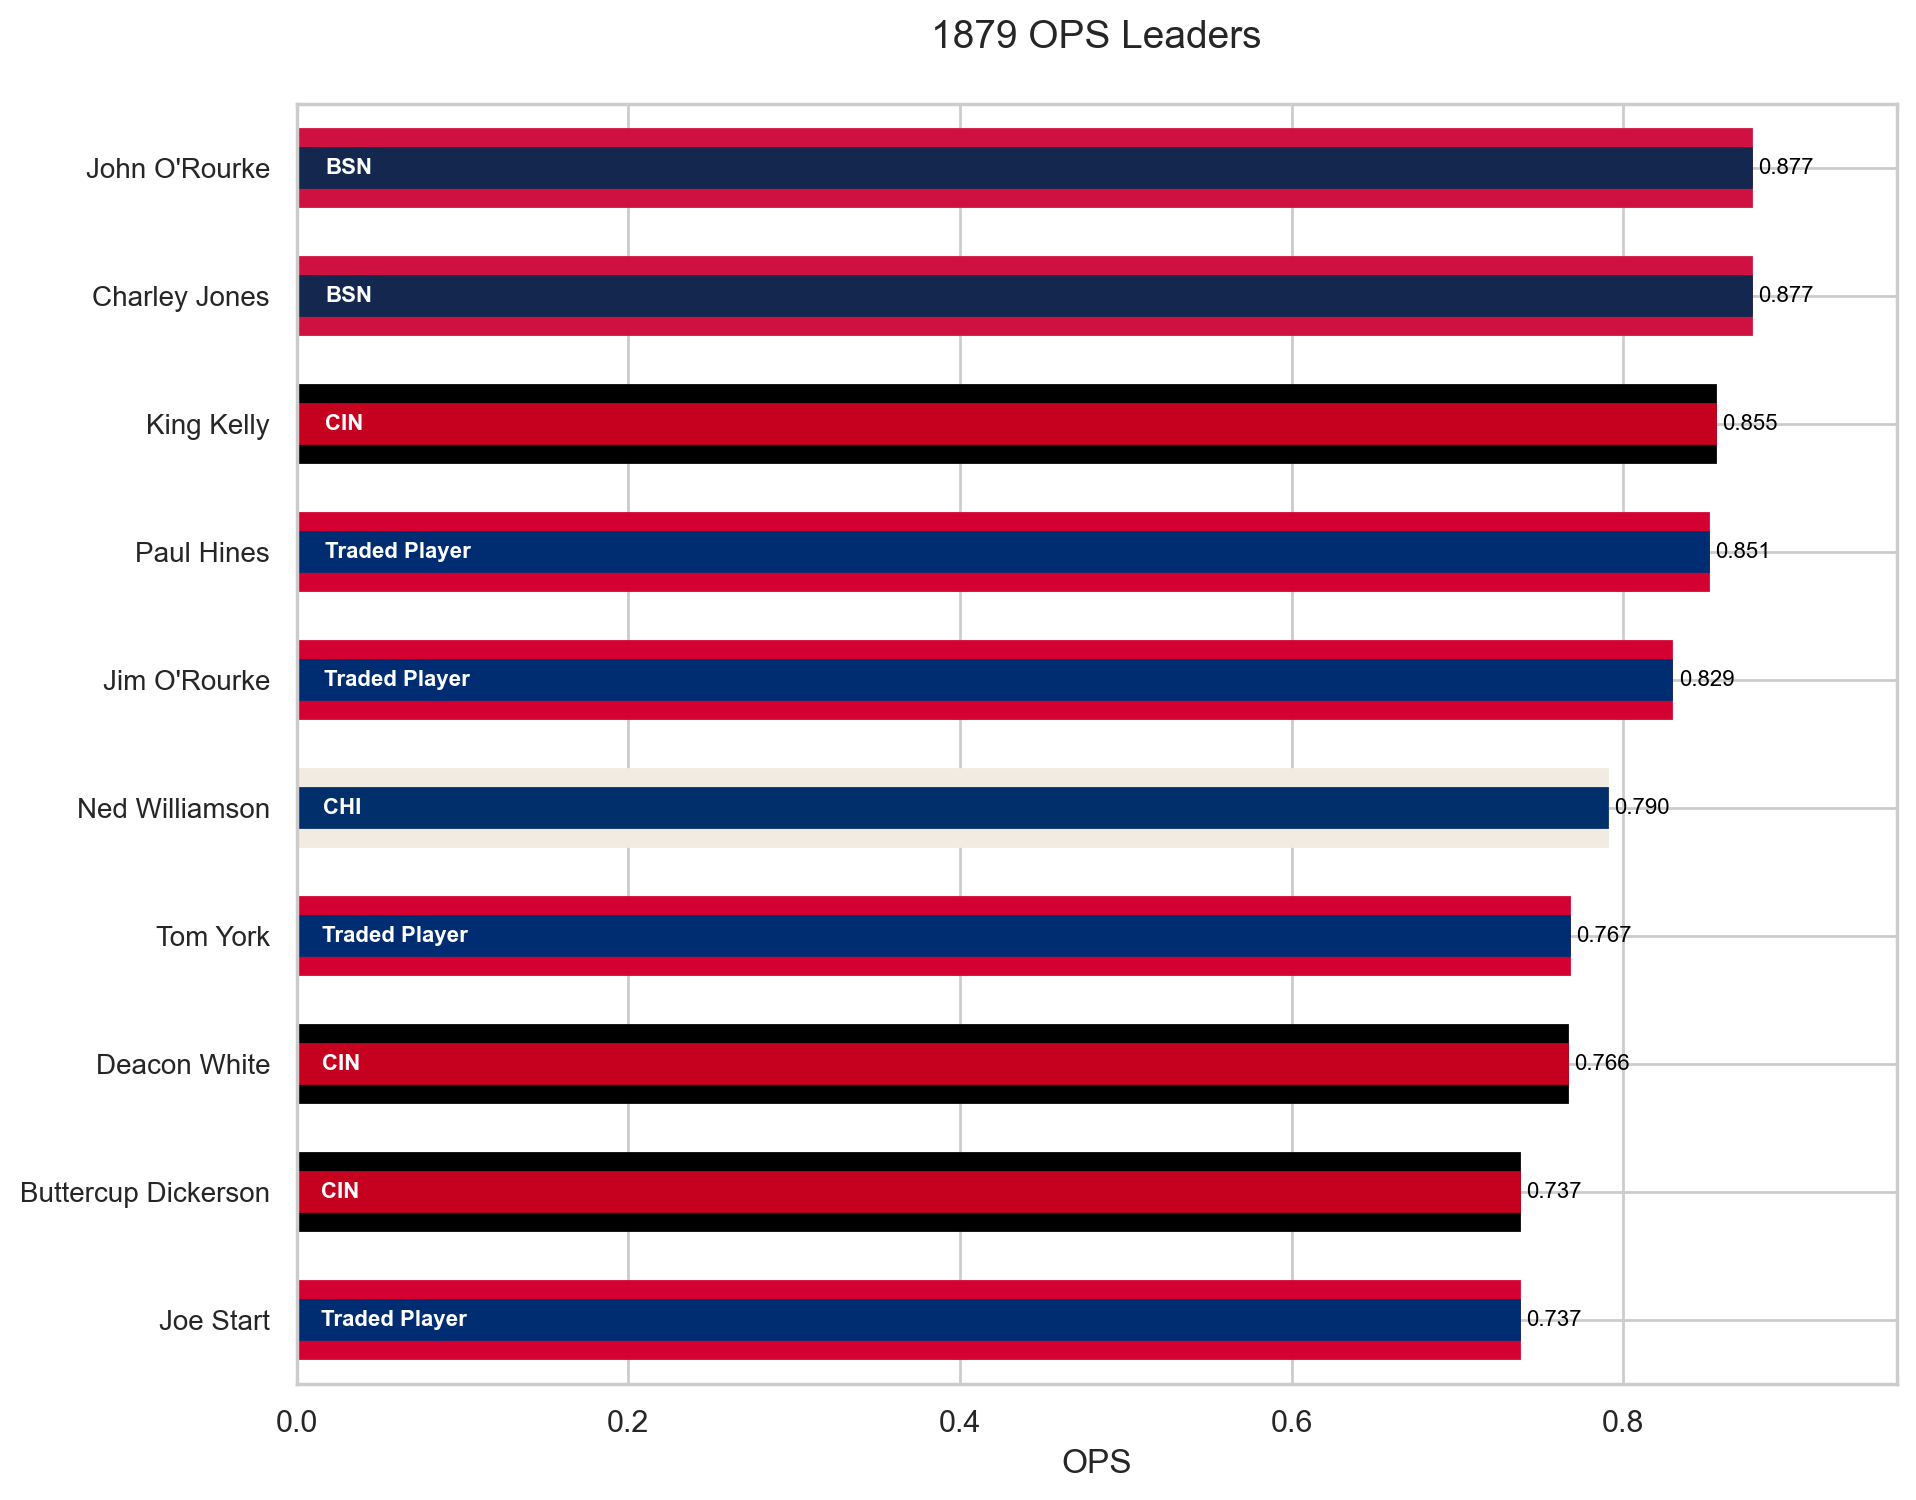 1879 OPS Leaders
John O'Rourke
BSN
0.877
Charley Jones
BSN
0.877
King Kelly
CIN
0.855
Paul Hines
Traded Player
0.851
Jim O'Rourke
Traded Player
0.829
Ned Williamson
CHI
0.790
Tom York
Traded Player
0.767
Deacon White
CIN
0.766
Buttercup Dickerson
CIN
0.737
Joe Start
Traded Player
0.737
0.0 0.2 0.4 0.6 0.8
OPS